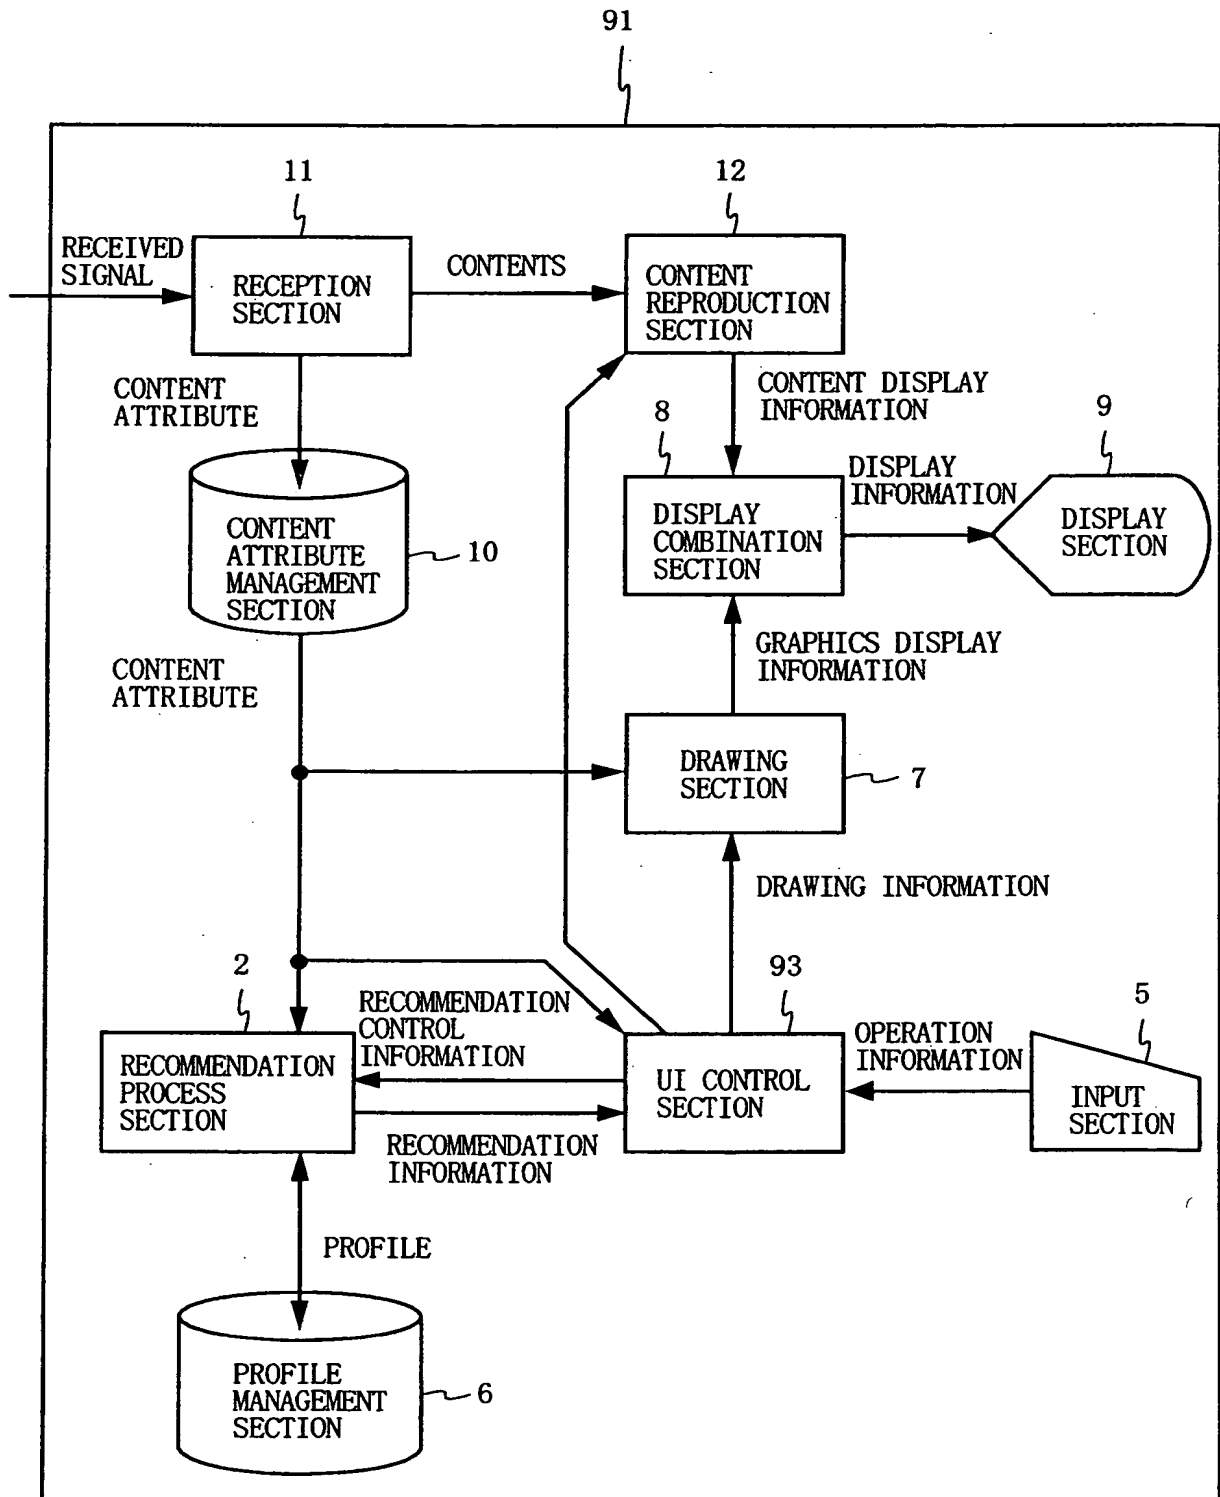 91
11
12
RECEIVED
SIGNAL
RECEPTION
SECTION
CONTENTS
CONTENT
REPRODUCTION
SECTION
CONTENT
ATTRIBUTE
CONTENT DISPLAY
INFORMATION
8
9
DISPLAY
INFORMATION
CONTENT
ATTRIBUTE
MANAGEMENT
SECTION
10
DISPLAY
COMBINATION
SECTION
DISPLAY
SECTION
CONTENT
ATTRIBUTE
GRAPHICS DISPLAY
INFORMATION
DRAWING
SECTION
7
DRAWING INFORMATION
2
93
5
RECOMMENDATION
CONTROL
INFORMATION
OPERATION
INFORMATION
RECOMMENDATION
PROCESS
SECTION
UI CONTROL
SECTION
INPUT
SECTION
RECOMMENDATION
INFORMATION
PROFILE
PROFILE
MANAGEMENT
SECTION
6